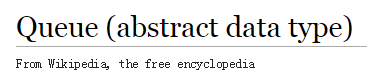 Queue (abstract data type)
From Wikipedia, the free encyclopedia